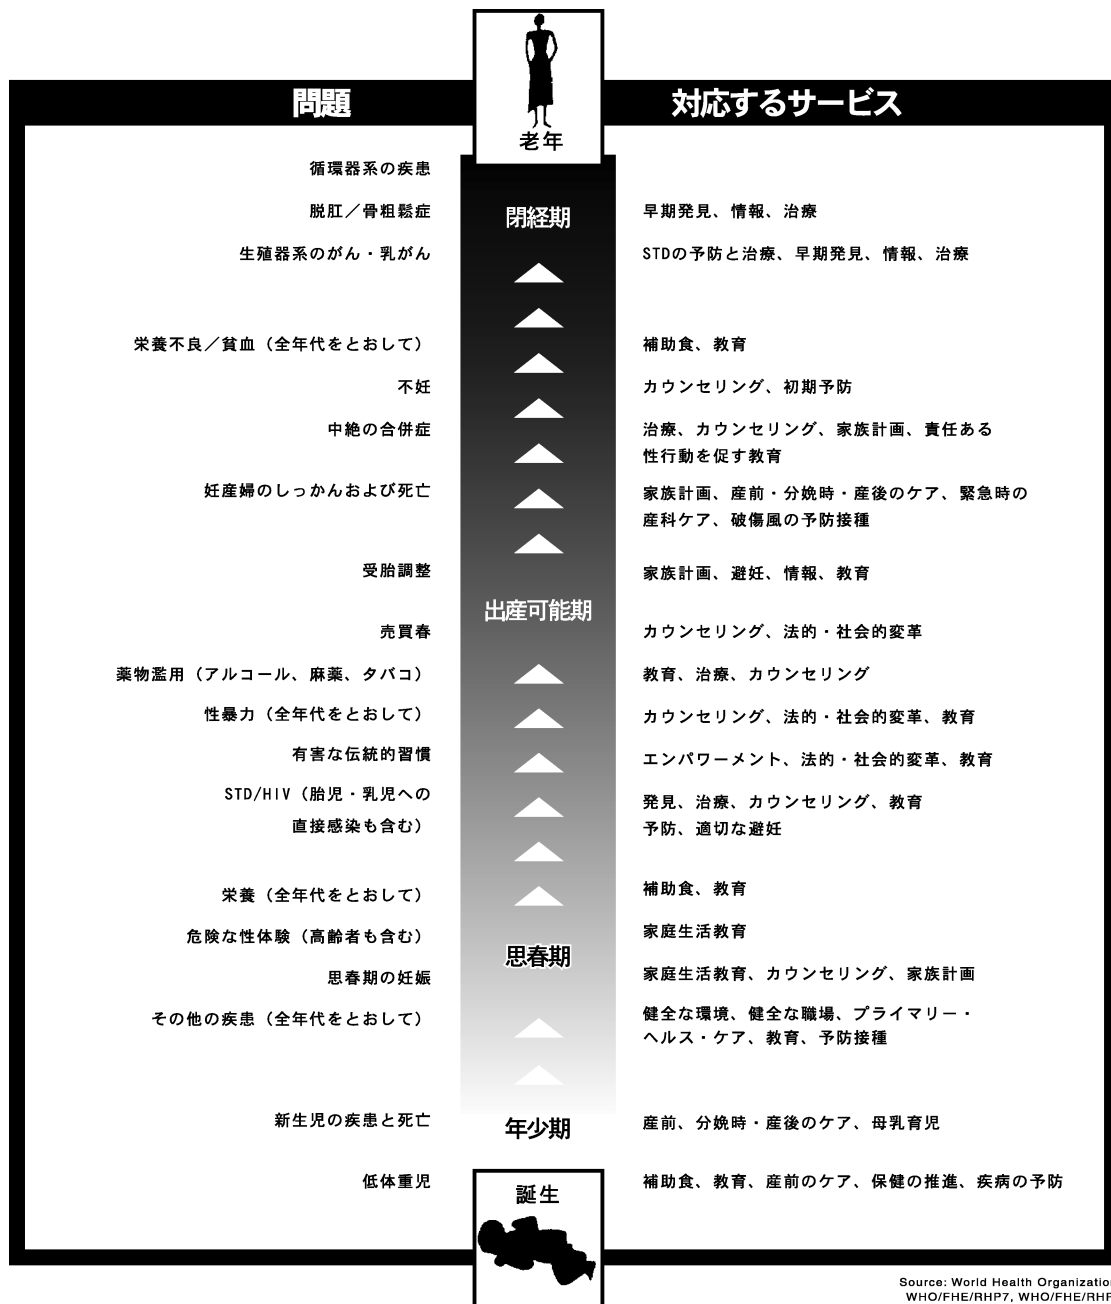 問題
対応するサービス
老年
循環器系の疾患
閉経期
脱肛／骨粗鬆症
早期発見、情報、治療
生殖器系のがん・乳がん
STDの予防と治療、早期発見、情報、治療
栄養不良／貧血（全年代をとおして）
補助食、教育
不妊
カウンセリング、初期予防
中絶の合併症
治療、カウンセリング、家族計画、責任ある
性行動を促す教育
妊産婦のしっかんおよび死亡
家族計画、産前・分娩時・産後のケア、緊急時の
産科ケア、破傷風の予防接種
受胎調整
家族計画、避妊、情報、教育
出産可能期
売買春
カウンセリング、法的・社会的変革
薬物濫用（アルコール、麻薬、タバコ）
教育、治療、カウンセリング
性暴力（全年代をとおして）
カウンセリング、法的・社会的変革、教育
有害な伝統的習慣
エンパワーメント、法的・社会的変革、教育
STD/HIV（胎児・乳児への
直接感染も含む）
発見、治療、カウンセリング、教育
予防、適切な避妊
栄養（全年代をとおして）
補助食、教育
危険な性体験（高齢者も含む）
家庭生活教育
思春期
思春期の妊娠
家庭生活教育、カウンセリング、家族計画
その他の疾患（全年代をとおして）
健全な環境、健全な職場、プライマリー・
ヘルス・ケア、教育、予防接種
新生児の疾患と死亡
年少期
産前、分娩時・産後のケア、母乳育児
低体重児
補助食、教育、産前のケア、保健の推進、疾病の予防
誕生
Source: World Health Organizatio
WHO/FHE/RHP7, WHO/FHE/RHP